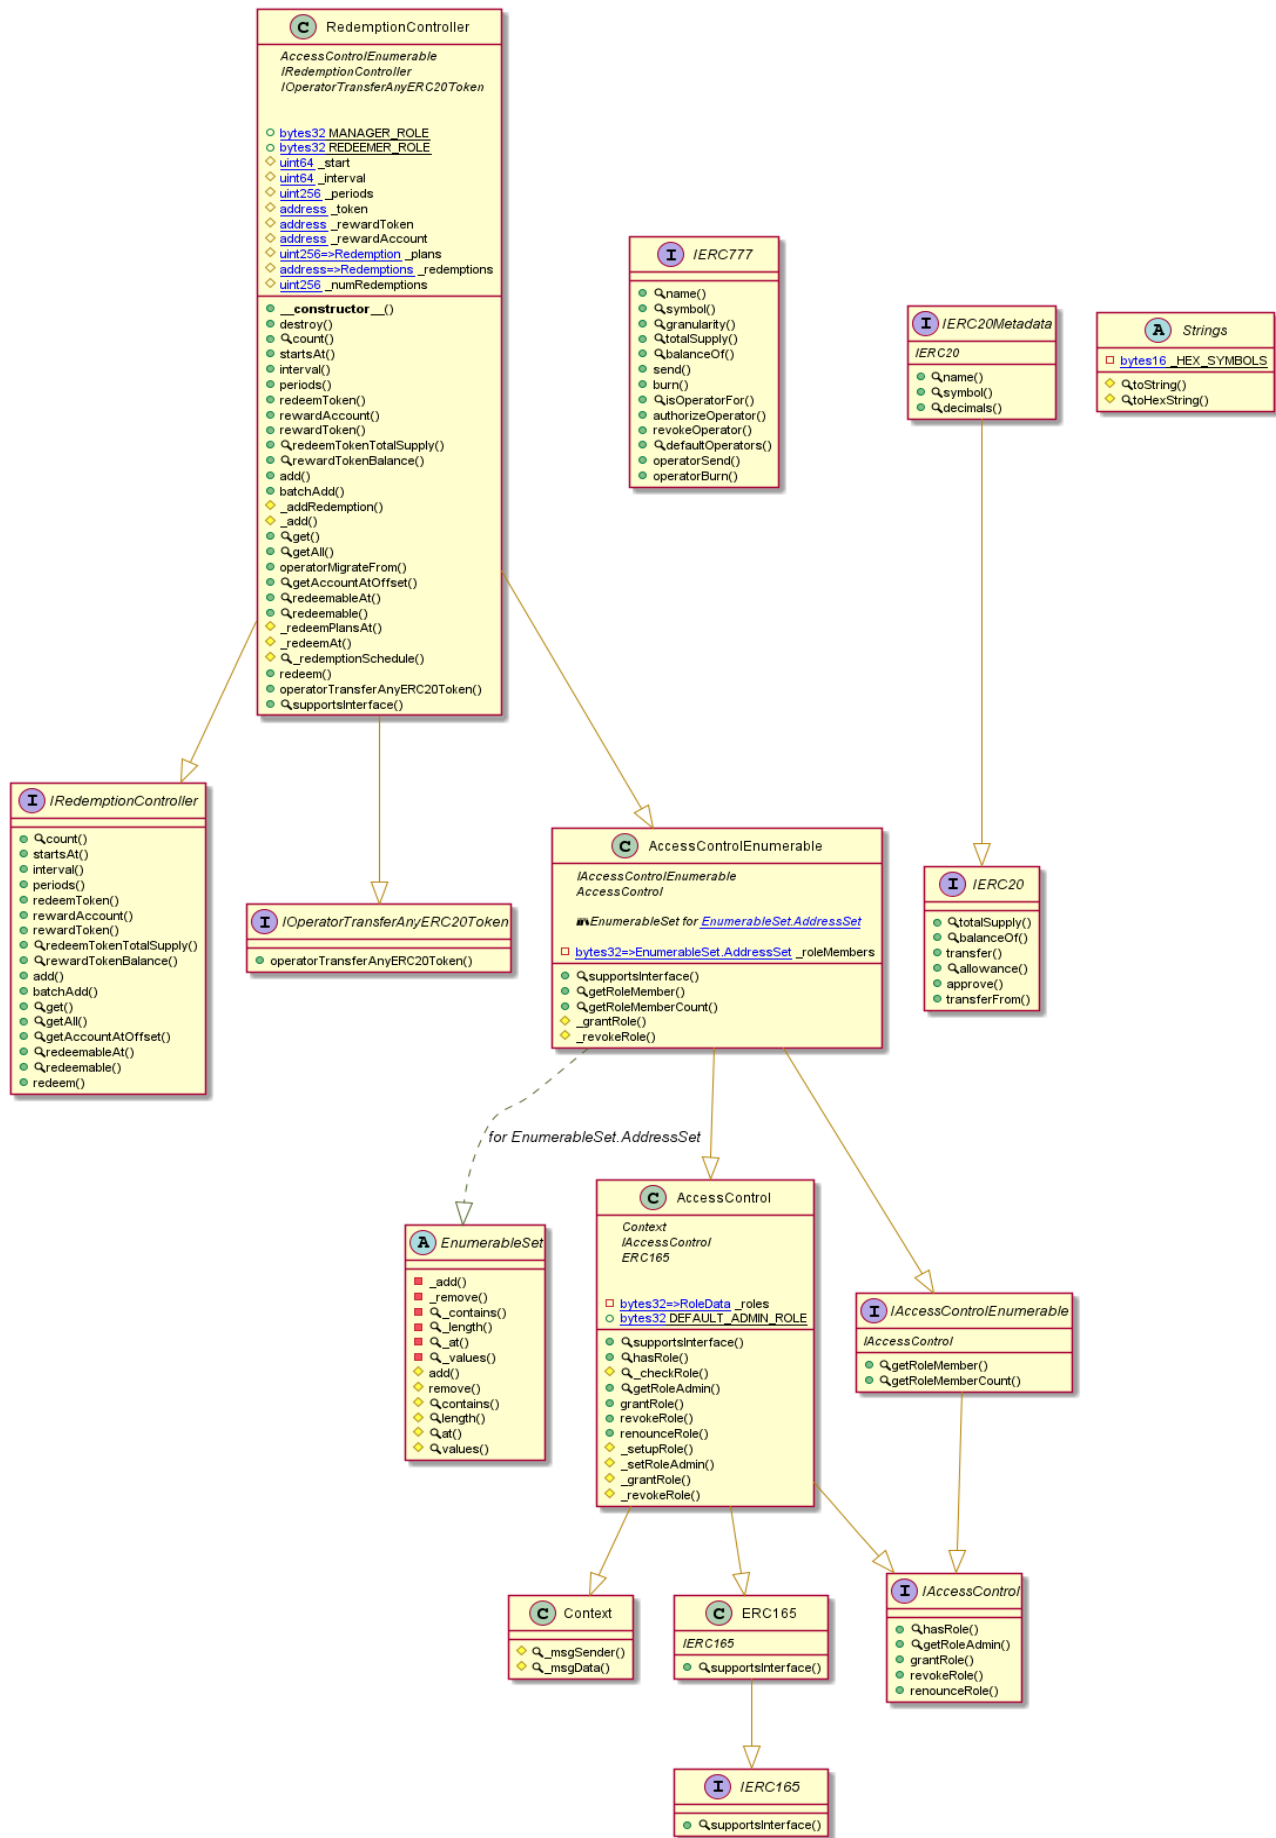 C RedemptionController
AccessControlEnumerable
IRedemptionController
IOperatorTransferAnyERC20Token
bytes32 MANAGER_ROLE
bytes32 REDEEMER_ROLE
uint64 _start
uint64 _interval
uint256 _periods
address _token
address _rewardToken
address _rewardAccount
uint256=>Redemption _plans
address=>Redemptions _redemptions
uint256 _numRedemptions
__constructor__()
destroy()
count()
startsAt()
interval()
periods()
redeemToken()
rewardAccount()
rewardToken()
redeemTokenTotalSupply()
rewardTokenBalance()
add()
batchAdd()
_addRedemption()
_add()
get()
getAll()
operatorMigrateFrom()
getAccountAtOffset()
redeemableAt()
redeemable()
_redeemPlansAt()
_redeemAt()
_redemptionSchedule()
redeem()
operatorTransferAnyERC20Token()
supportsInterface()
I IERC777
name()
symbol()
granularity()
totalSupply()
balanceOf()
send()
burn()
isOperatorFor()
authorizeOperator()
revokeOperator()
defaultOperators()
operatorSend()
operatorBurn()
I IERC20Metadata
IERC20
name()
symbol()
decimals()
A Strings
bytes16 _HEX_SYMBOLS
toString()
toHexString()
I IRedemptionController
count()
startsAt()
interval()
periods()
redeemToken()
rewardAccount()
rewardToken()
redeemTokenTotalSupply()
rewardTokenBalance()
add()
batchAdd()
get()
getAll()
getAccountAtOffset()
redeemableAt()
redeemable()
redeem()
I IOperatorTransferAnyERC20Token
operatorTransferAnyERC20Token()
C AccessControlEnumerable
IAccessControlEnumerable
AccessControl
EnumerableSet for EnumerableSet.AddressSet
bytes32=>EnumerableSet.AddressSet _roleMembers
supportsInterface()
getRoleMember()
getRoleMemberCount()
_grantRole()
_revokeRole()
I IERC20
totalSupply()
balanceOf()
transfer()
allowance()
approve()
transferFrom()
for EnumerableSet.AddressSet
A EnumerableSet
_add()
_remove()
_contains()
_length()
_at()
_values()
add()
remove()
contains()
length()
at()
values()
C AccessControl
Context
IAccessControl
ERC165
bytes32=>RoleData _roles
bytes32 DEFAULT_ADMIN_ROLE
supportsInterface()
hasRole()
_checkRole()
getRoleAdmin()
grantRole()
revokeRole()
renounceRole()
_setupRole()
_setRoleAdmin()
_grantRole()
_revokeRole()
I IAccessControlEnumerable
IAccessControl
getRoleMember()
getRoleMemberCount()
C Context
_msgSender()
_msgData()
C ERC165
IERC165
supportsInterface()
I IAccessControl
hasRole()
getRoleAdmin()
grantRole()
revokeRole()
renounceRole()
I IERC165
supportsInterface()